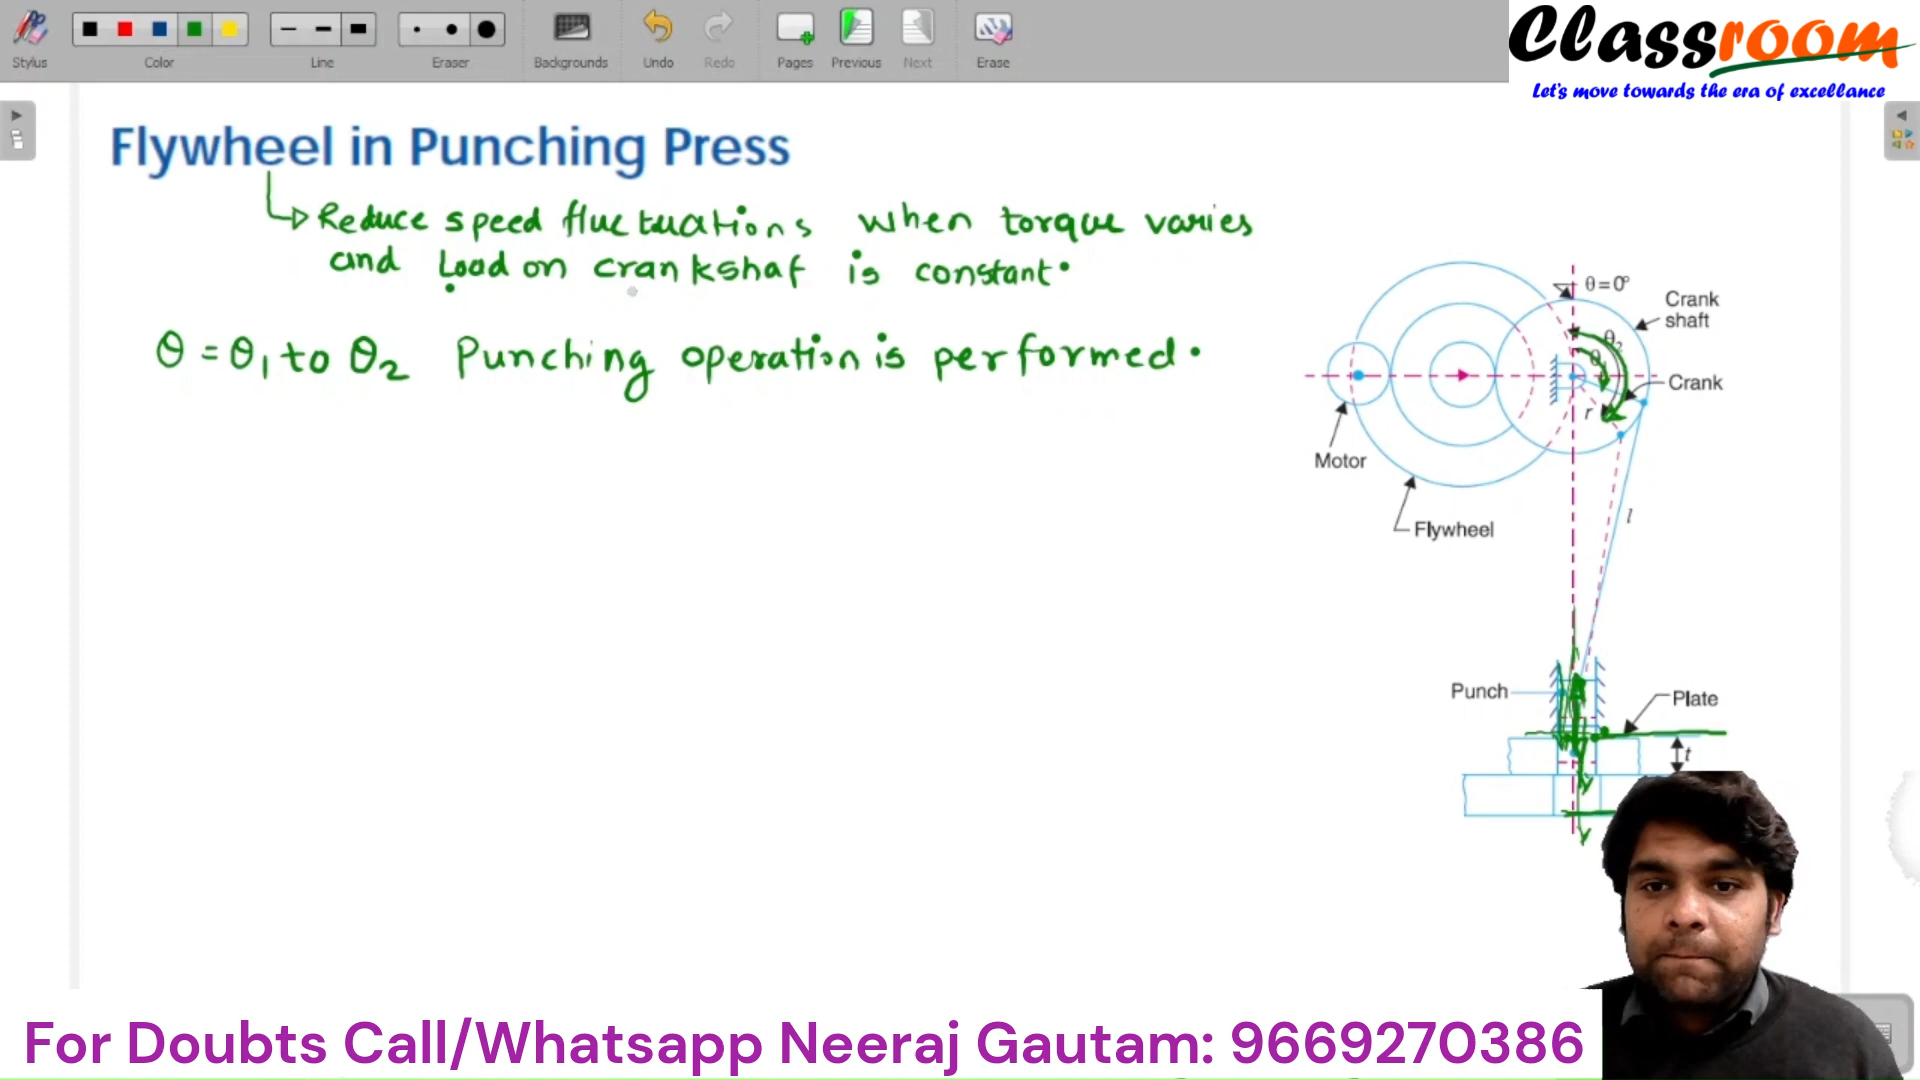 Stylus
Color
Line
Eraser
Backgrounds
Undo
Redo
Pages
Previous
Next
Erase
Classroom
Let's move towards the era of excellance
Flywheel in Punching Press
Reduce speed fluctuations when torque varies
and Load on crankshaf is constant.
θ = θ1 to θ2 Punching operation is performed.
θ = 0°
Crank
shaft
θ2
θ
Crank
r
Motor
Flywheel
l
Punch
Plate
t
For Doubts Call/Whatsapp Neeraj Gautam: 9669270386